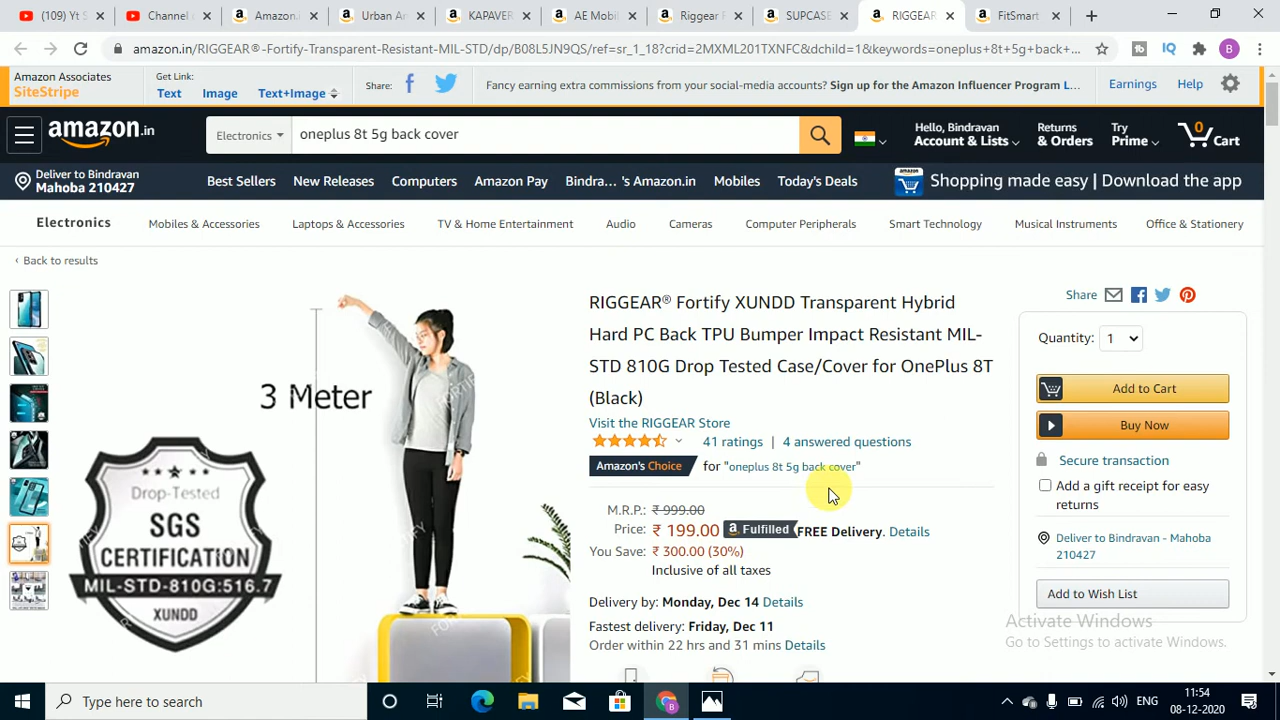 (109) Yt S
Channel
Amazon.i
Urban Ar
KAPAVER
AE Mobil
Riggear F
SUPCASE
RIGGEAR
FitSmart
amazon.in/RIGGEAR®-Fortify-Transparent-Resistant-MIL-STD/dp/B08L5JN9QS/ref=sr_1_18?crid=2MXML201TXNFC&dchild=1&keywords=oneplus+8t+5g+back+...
IQ
B
Amazon Associates
SiteStripe
Get Link:
Text
Image
Text+Image
Share:
Fancy earning extra commissions from your social-media accounts? Sign up for the Amazon Influencer Program L...
Earnings
Help
amazon.in
Electronics
oneplus 8t 5g back cover
Hello, Bindravan
Account & Lists
Returns
& Orders
Try
Prime
0
Cart
Deliver to Bindravan
Mahoba 210427
Best Sellers
New Releases
Computers
Amazon Pay
Bindra... 's Amazon.in
Mobiles
Today's Deals
amazon
Shopping made easy | Download the app
Electronics
Mobiles & Accessories
Laptops & Accessories
TV & Home Entertainment
Audio
Cameras
Computer Peripherals
Smart Technology
Musical Instruments
Office & Stationery
‹ Back to results
3 Meter
Drop-Tested
SGS
CERTIFICATION
MIL-STD-810G:516.7
XUNDD
RIGGEAR® Fortify XUNDD Transparent Hybrid
Hard PC Back TPU Bumper Impact Resistant MIL-
STD 810G Drop Tested Case/Cover for OnePlus 8T
(Black)
Visit the RIGGEAR Store
41 ratings | 4 answered questions
Amazon's Choice for "oneplus 8t 5g back cover"
M.R.P.: ₹ 999.00
Price: ₹ 199.00 Fulfilled FREE Delivery. Details
You Save: ₹ 300.00 (30%)
Inclusive of all taxes
Delivery by: Monday, Dec 14 Details
Fastest delivery: Friday, Dec 11
Order within 22 hrs and 31 mins Details
Share
Quantity: 1
Add to Cart
Buy Now
Secure transaction
Add a gift receipt for easy
returns
Deliver to Bindravan - Mahoba
210427
Add to Wish List
Activate Windows
Go to Settings to activate Windows.
Type here to search
ENG
11:54
08-12-2020